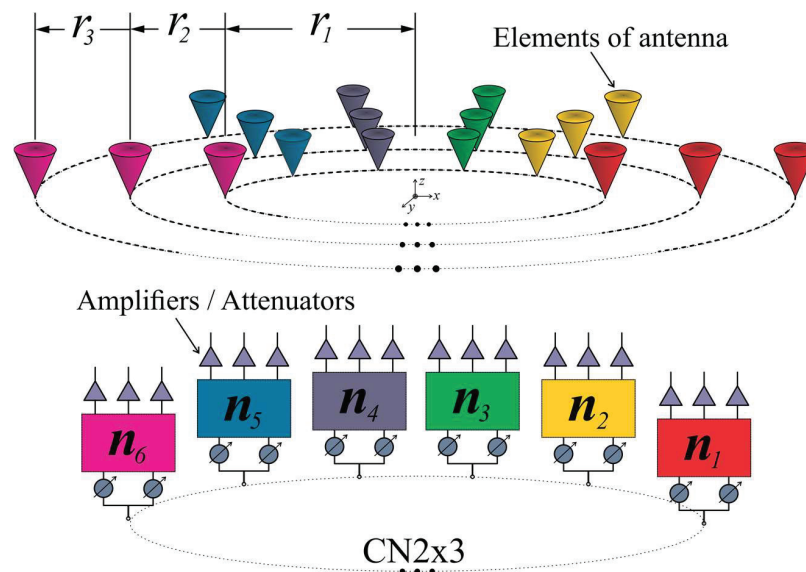 r₃ r₂ r₁
Elements of antenna
z
y x
Amplifiers / Attenuators
n₆ n₅ n₄ n₃ n₂ n₁
CN2x3